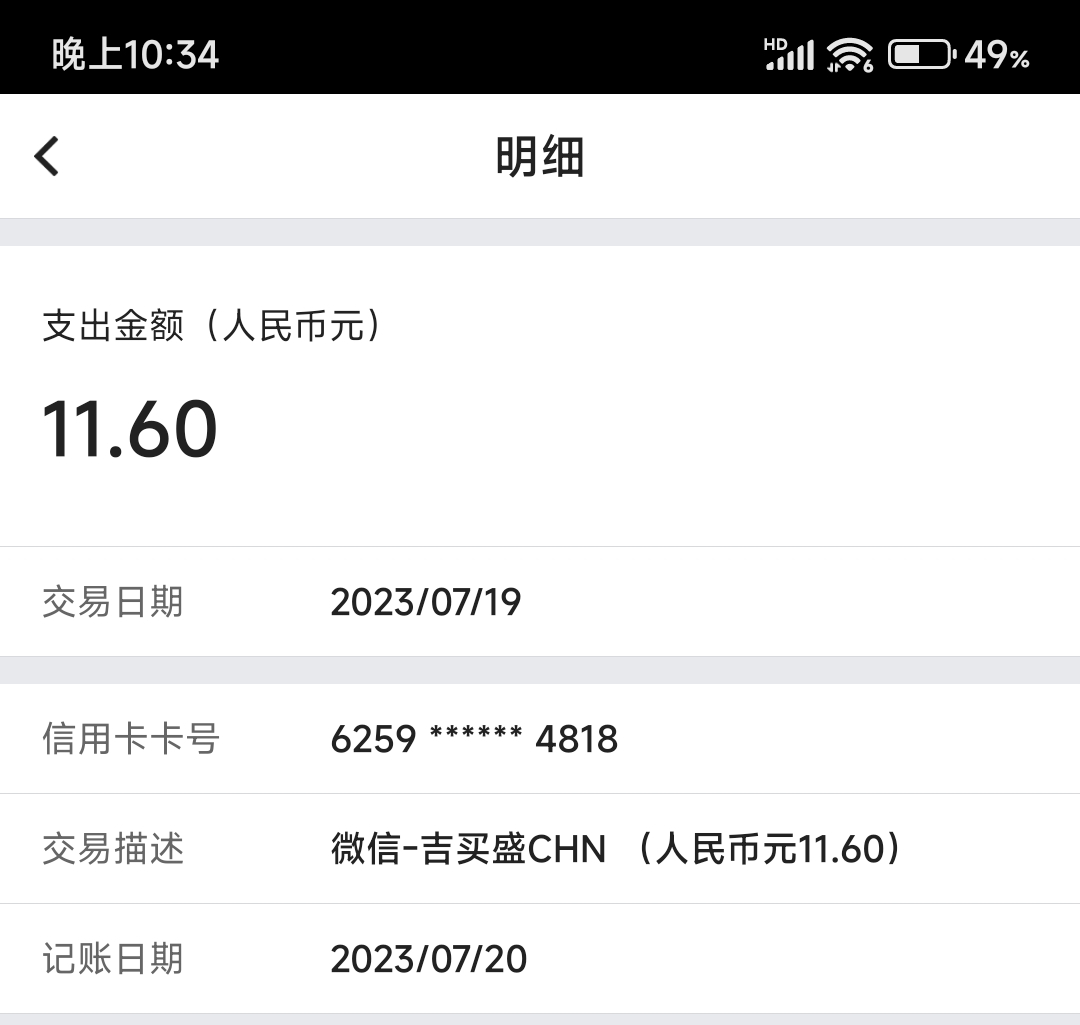 晚上10:34 HD 6 49%
明细
支出金额（人民币元）
11.60
交易日期 2023/07/19
信用卡卡号 6259 ****** 4818
交易描述 微信-吉买盛CHN （人民币元11.60）
记账日期 2023/07/20